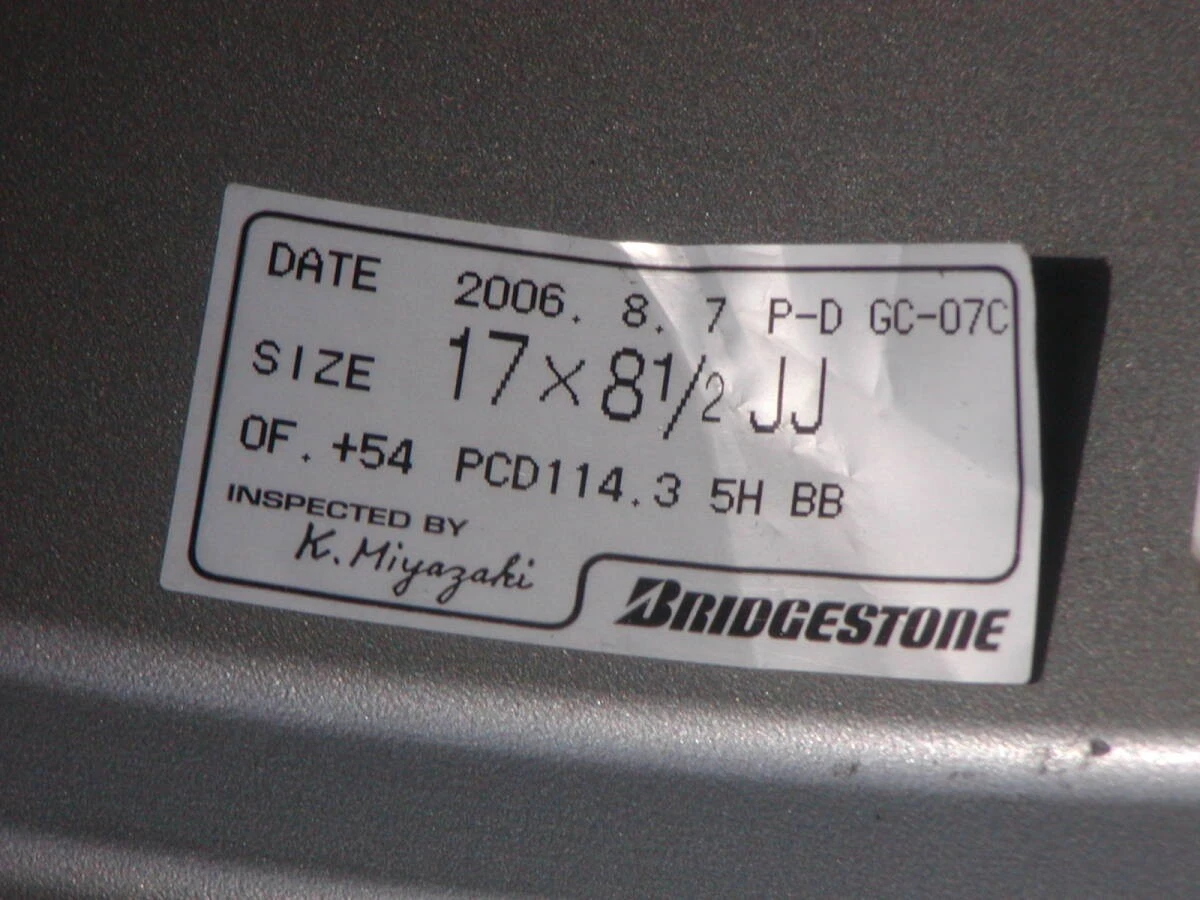 DATE 2006. 8. 7 P-D GC-07C
SIZE 17×8½JJ
OF. +54 PCD114.3 5H BB
INSPECTED BY
K. Miyazaki
BRIDGESTONE